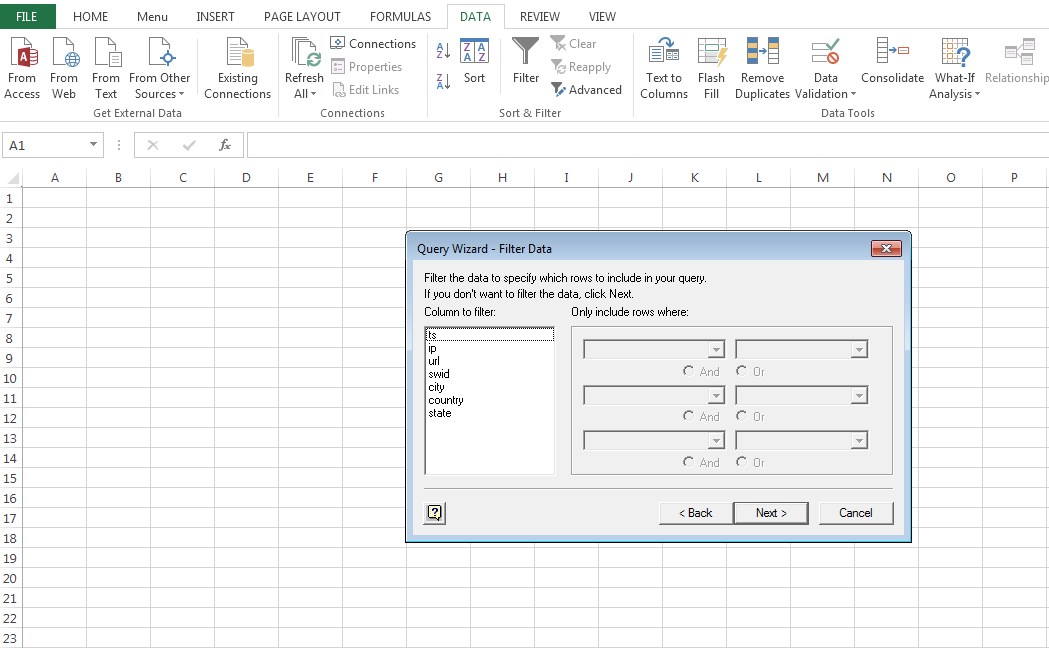 FILE HOME Menu INSERT PAGE LAYOUT FORMULAS DATA REVIEW VIEW
From Access
From Web
From Text
From Other Sources
Existing Connections
Get External Data
Refresh All
Connections
Properties
Edit Links
Connections
A
Z
Z
A
Z A
A Z
Sort
Filter
Clear
Reapply
Advanced
Sort & Filter
Text to Columns
Flash Fill
Remove Duplicates
Data Validation
Consolidate
What-If Analysis
Relationship
Data Tools
A1
fx
A B C D E F G H I J K L M N O P
1
2
3
4
5
6
7
8
9
10
11
12
13
14
15
16
17
18
19
20
21
22
23
Query Wizard - Filter Data
Filter the data to specify which rows to include in your query.
If you don't want to filter the data, click Next.
Column to filter:
Only include rows where:
ts
ip
url
swid
city
country
state
And Or
And Or
And Or
?
< Back Next > Cancel